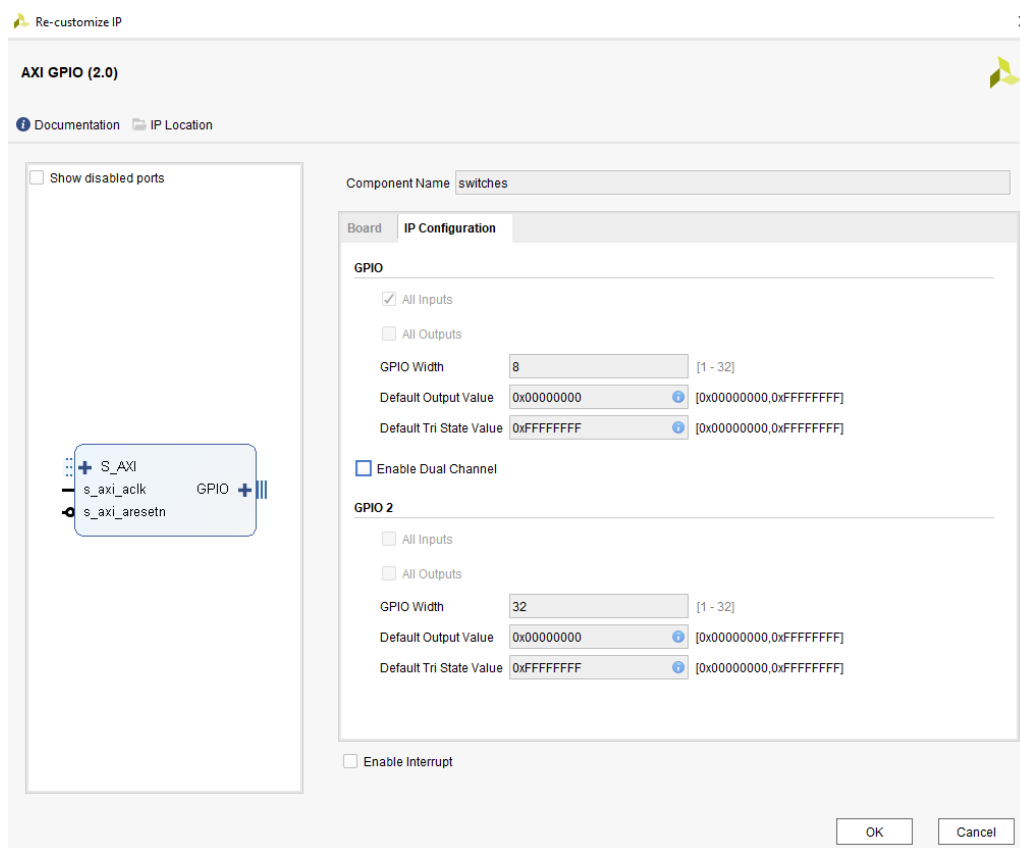 Re-customize IP
AXI GPIO (2.0)
Documentation IP Location
Show disabled ports
S_AXI
s_axi_aclk GPIO
s_axi_aresetn
Component Name switches
Board IP Configuration
GPIO
All Inputs
All Outputs
GPIO Width 8 [1 - 32]
Default Output Value 0x00000000 [0x00000000,0xFFFFFFFF]
Default Tri State Value 0xFFFFFFFF [0x00000000,0xFFFFFFFF]
Enable Dual Channel
GPIO 2
All Inputs
All Outputs
GPIO Width 32 [1 - 32]
Default Output Value 0x00000000 [0x00000000,0xFFFFFFFF]
Default Tri State Value 0xFFFFFFFF [0x00000000,0xFFFFFFFF]
Enable Interrupt
OK Cancel